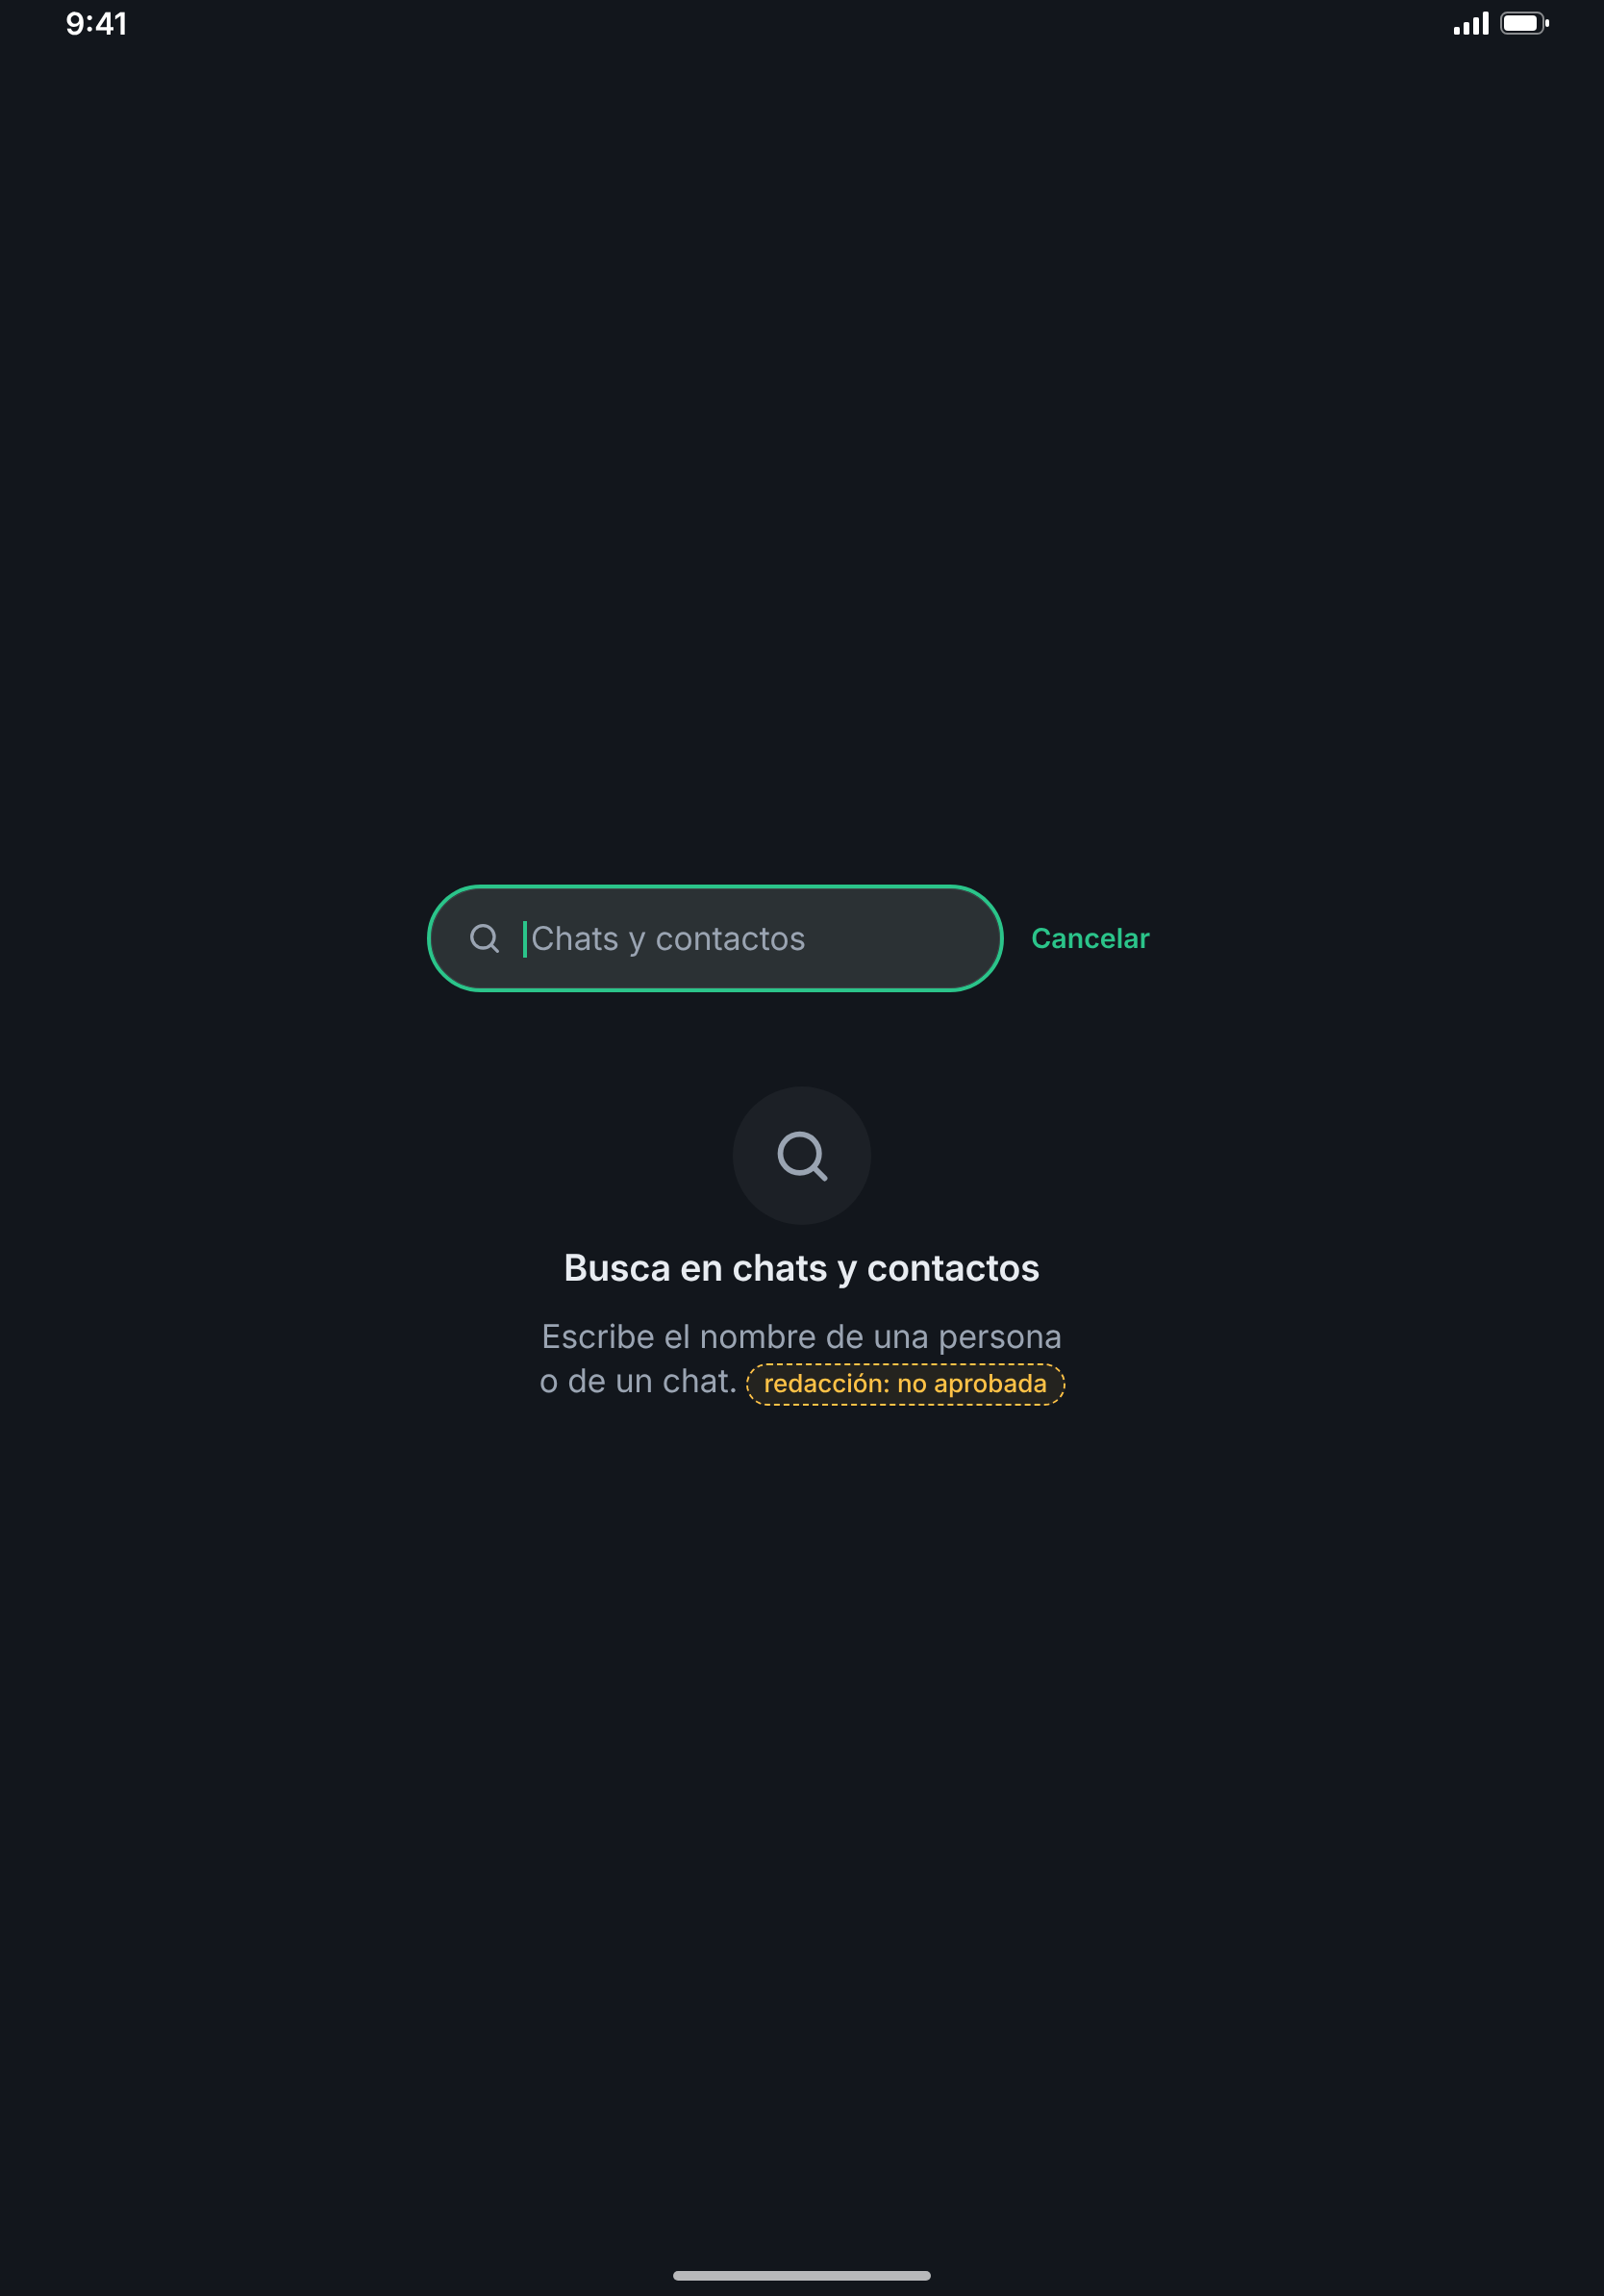 9:41
Chats y contactos
Cancelar
Busca en chats y contactos
Escribe el nombre de una persona
o de un chat. redacción: no aprobada